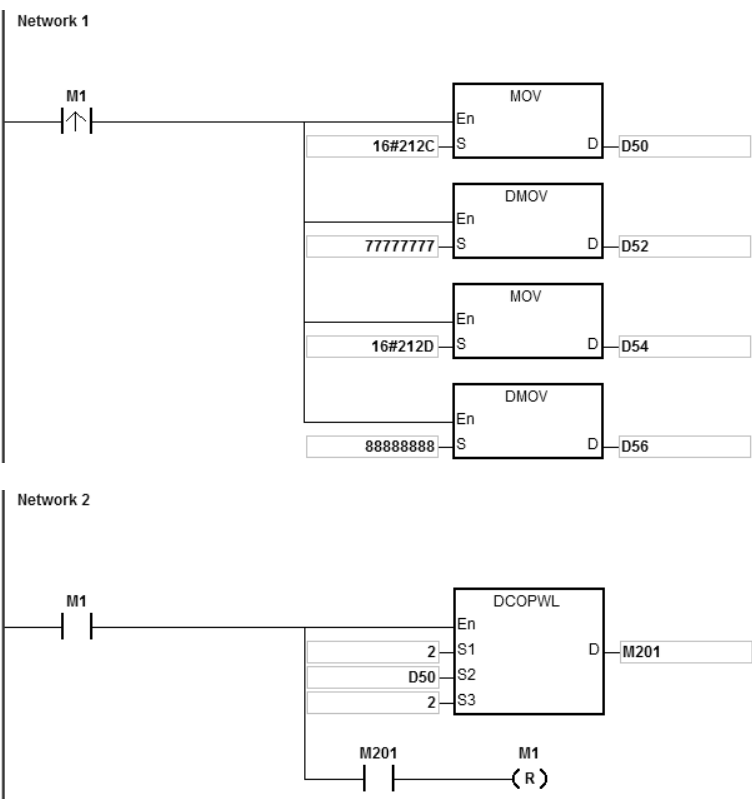 Network 1
M1
MOV
En
16#212C S D D50
DMOV
En
77777777 S D D52
MOV
En
16#212D S D D54
DMOV
En
88888888 S D D56
Network 2
M1
DCOPWL
En
2 S1 D M201
D50 S2
2 S3
M201 M1
R